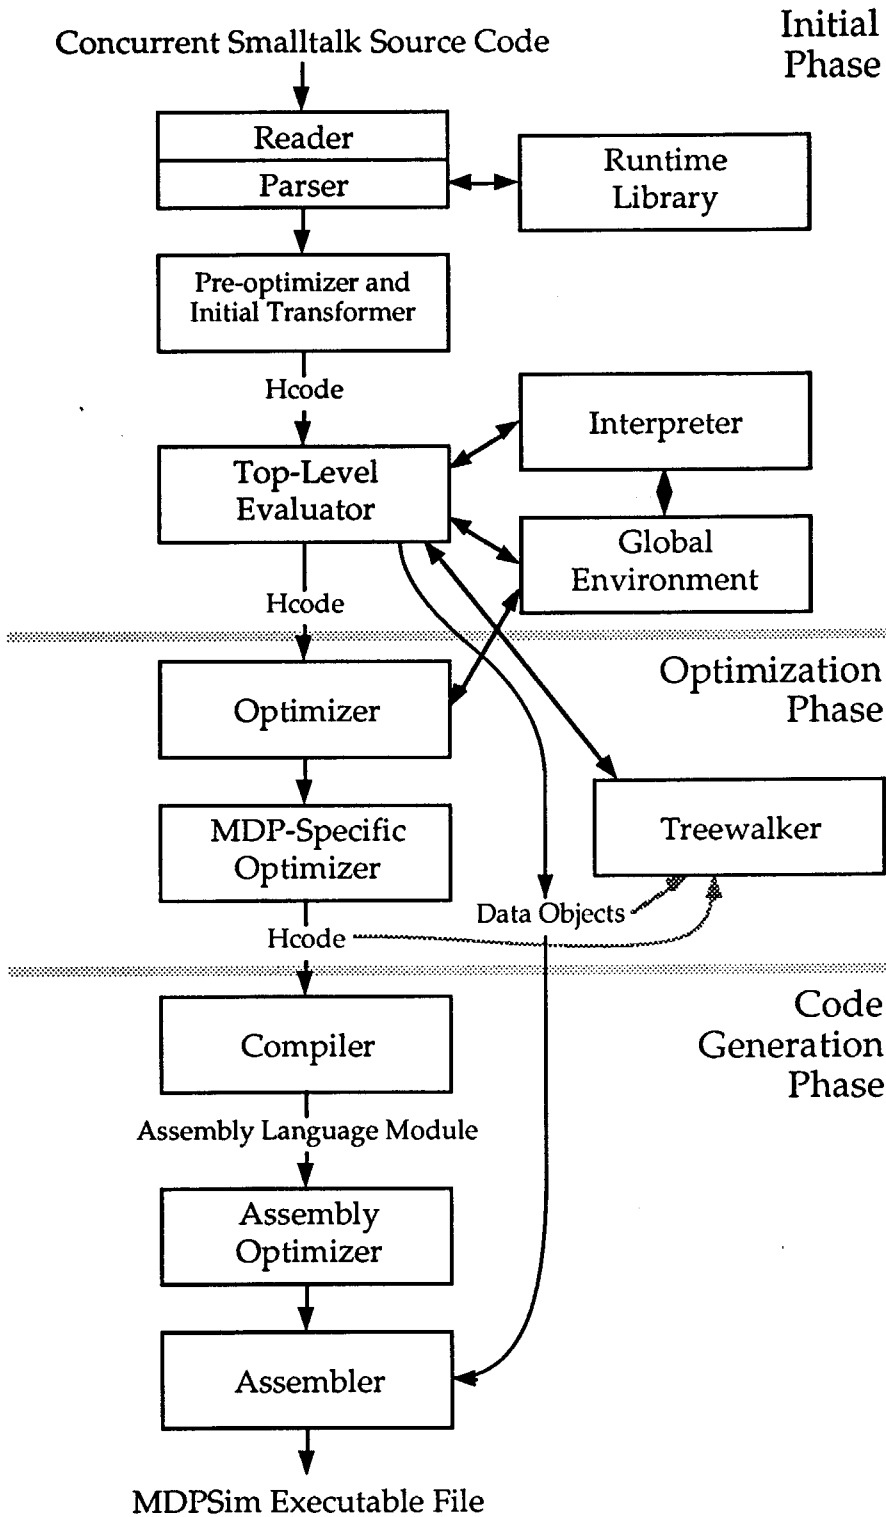 Initial
Phase
Concurrent Smalltalk Source Code
Reader
Parser
Runtime
Library
Pre-optimizer and
Initial Transformer
Hcode
Interpreter
Top-Level
Evaluator
Global
Environment
Hcode
Optimization
Phase
Optimizer
Treewalker
MDP-Specific
Optimizer
Data Objects
Hcode
Code
Generation
Phase
Compiler
Assembly Language Module
Assembly
Optimizer
Assembler
MDPSim Executable File